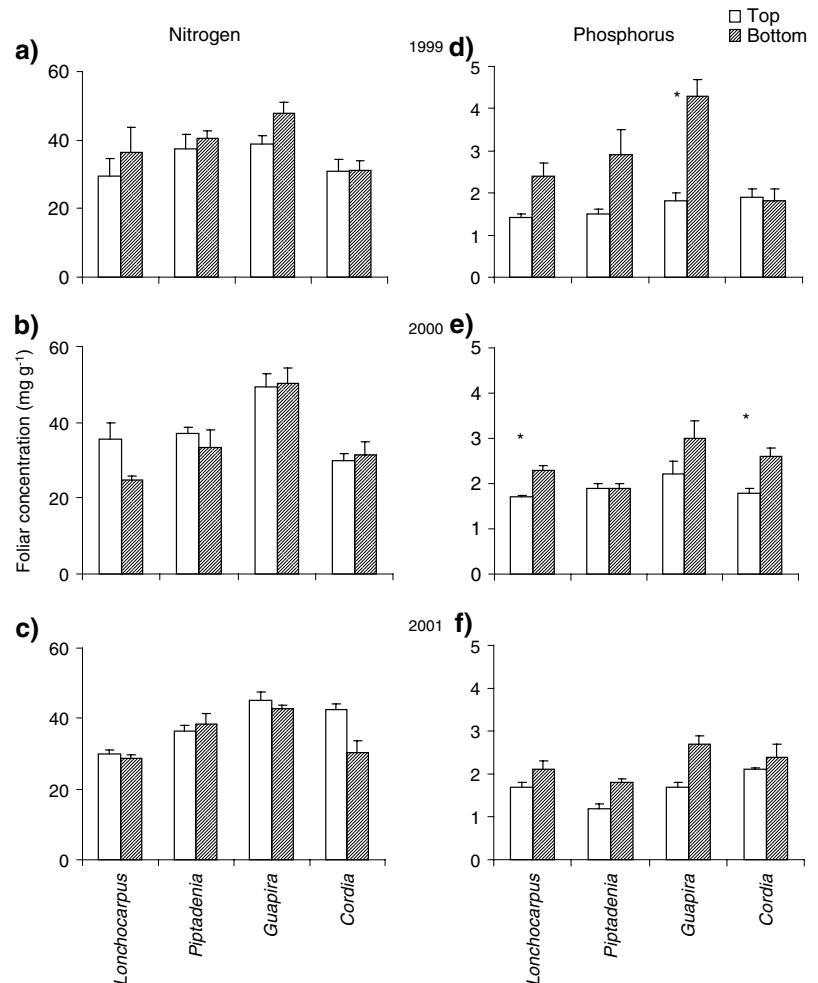 Top
Bottom
Nitrogen
Phosphorus
a)
1999
d)
60
40
20
0
5
4
3
2
1
0
*
b)
2000
e)
60
40
20
0
5
4
3
2
1
0
*
*
Foliar concentration (mg g-1)
c)
2001
f)
60
40
20
0
5
4
3
2
1
0
Lonchocarpus
Piptadenia
Guapira
Cordia
Lonchocarpus
Piptadenia
Guapira
Cordia